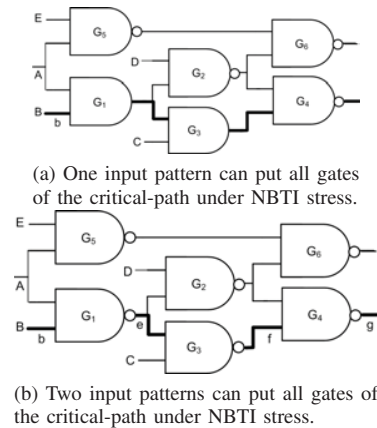 E
G5
G6
A
D
G2
B
b
G1
G3
G4
C
(a) One input pattern can put all gates
of the critical-path under NBTI stress.
E
G5
G6
D
G2
A
G1
G4
B
b
e
G3
f
g
C
(b) Two input patterns can put all gates of
the critical-path under NBTI stress.